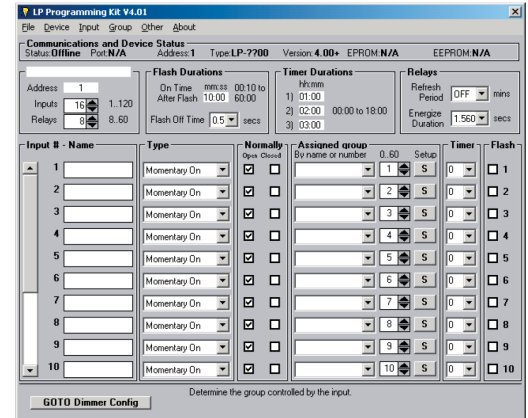 LP Programming Kit V4.01
File Device Input Group Other About
Communications and Device Status
Status:Offline Port:N/A Address:1 Type:LP-??00 Version: 4.00+ EPROM:N/A EEPROM:N/A
Flash Durations Timer Durations Relays
Address 1 On Time mm:ss 00:10 to hh:mm Refresh OFF mins
After Flash 10:00 60:00 1) 01:00 Period
Inputs 16 1..120 2) 02:00 00:00 to 18:00
Relays 8 8..60 Flash Off Time 0.5 secs 3) 03:00 Energize Duration 1.560 secs
Input # - Name Type Normally Assigned group Timer Flash
Open Closed By name or number 0..60 Setup
1 Momentary On 1 S 0 1
2 Momentary On 2 S 0 2
3 Momentary On 3 S 0 3
4 Momentary On 4 S 0 4
5 Momentary On 5 S 0 5
6 Momentary On 6 S 0 6
7 Momentary On 7 S 0 7
8 Momentary On 8 S 0 8
9 Momentary On 9 S 0 9
10 Momentary On 10 S 0 10
GOTO Dimmer Config Determine the group controlled by the input.